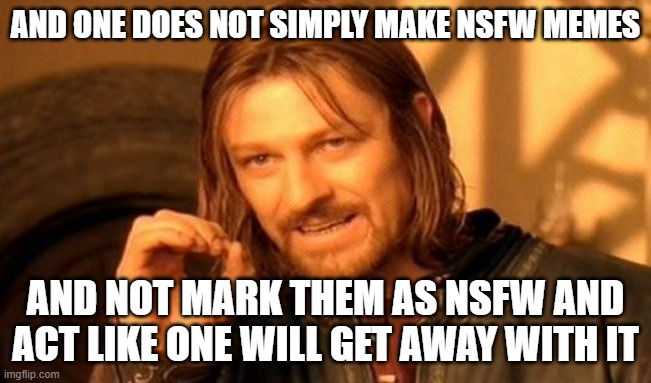 AND ONE DOES NOT SIMPLY MAKE NSFW MEMES
AND NOT MARK THEM AS NSFW AND
ACT LIKE ONE WILL GET AWAY WITH IT
imgflip.com